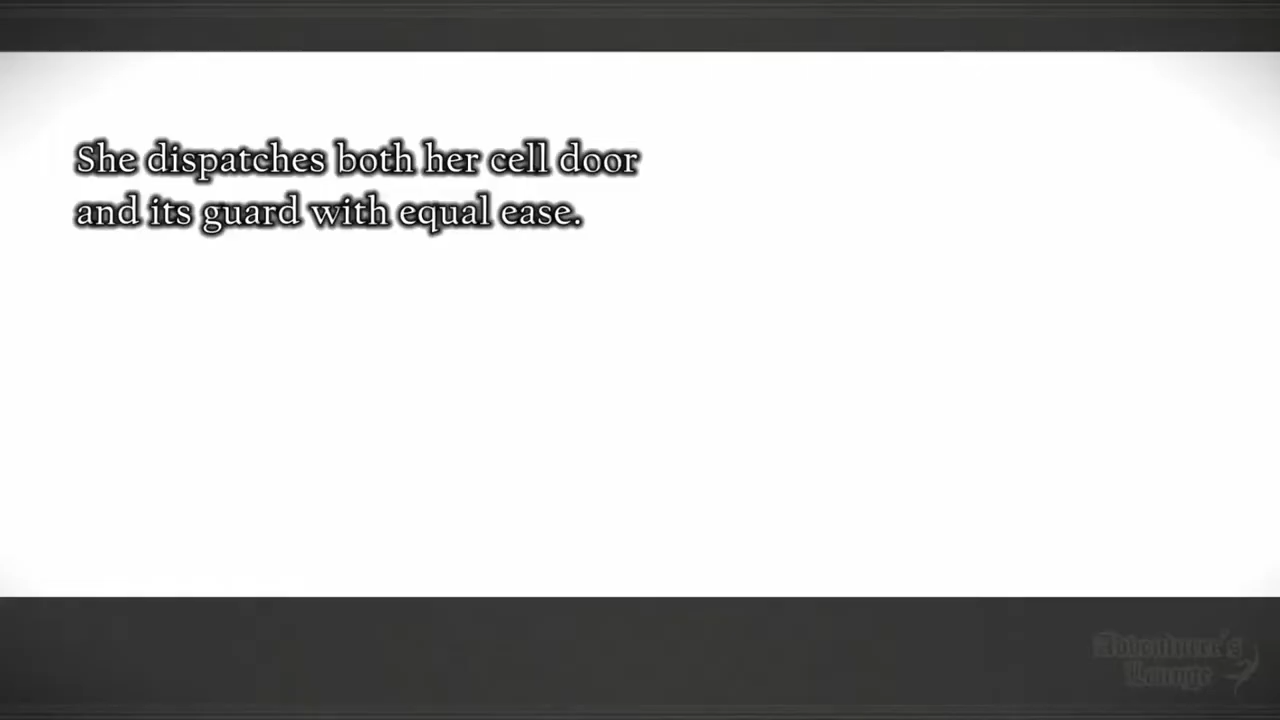 She dispatches both her cell door
and its guard with equal ease.
Adventurer's
Lounge